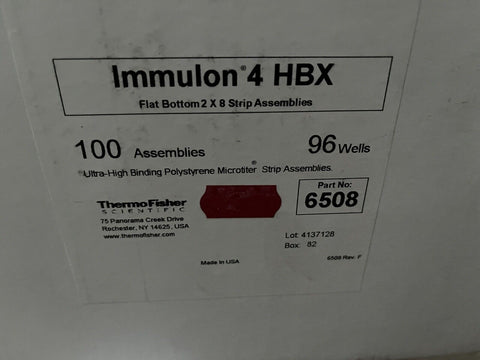 Immulon® 4 HBX
Flat Bottom 2 X 8 Strip Assemblies
100 Assemblies 96 Wells
Ultra-High Binding Polystyrene Microtiter® Strip Assemblies.
ThermoFisher
SCIENTIFIC
75 Panorama Creek Drive
Rochester, NY 14625, USA
www.thermofisher.com
Part No:
6508
Lot: 4137128
Box: 82
Made in USA
6508 Rev. F